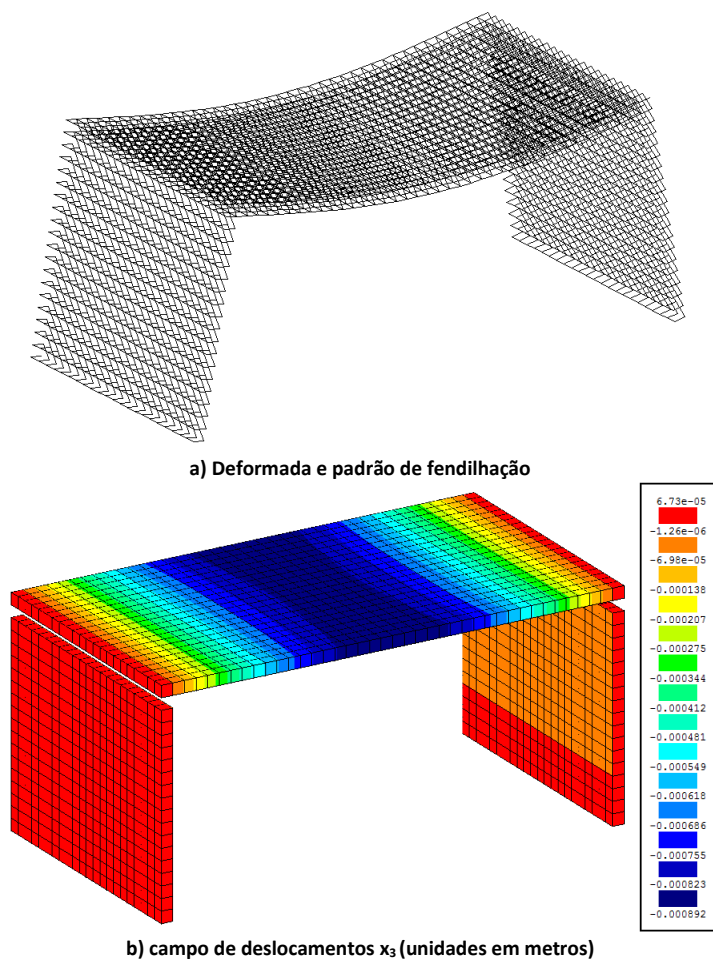 a) Deformada e padrão de fendilhação
6.73e-05
-1.26e-06
-6.98e-05
-0.000138
-0.000207
-0.000275
-0.000344
-0.000412
-0.000481
-0.000549
-0.000618
-0.000686
-0.000755
-0.000823
-0.000892
b) campo de deslocamentos x₃ (unidades em metros)